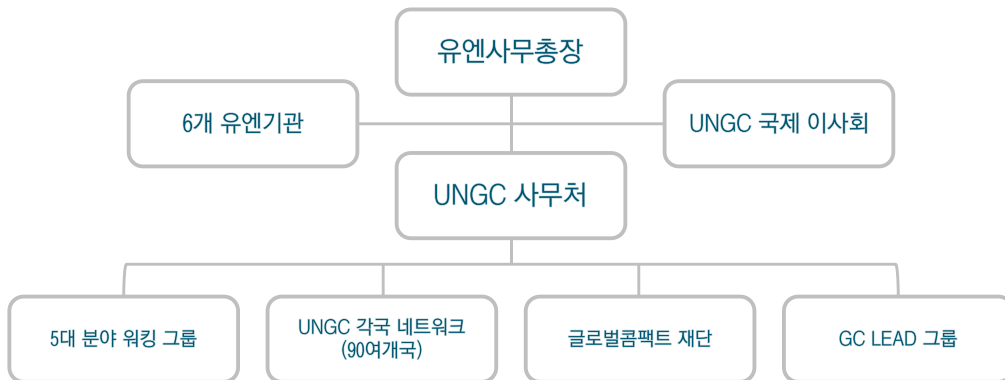 유엔사무총장
6개 유엔기관
UNGC 국제 이사회
UNGC 사무처
5대 분야 워킹 그룹
UNGC 각국 네트워크
(90여개국)
글로벌콤팩트 재단
GC LEAD 그룹